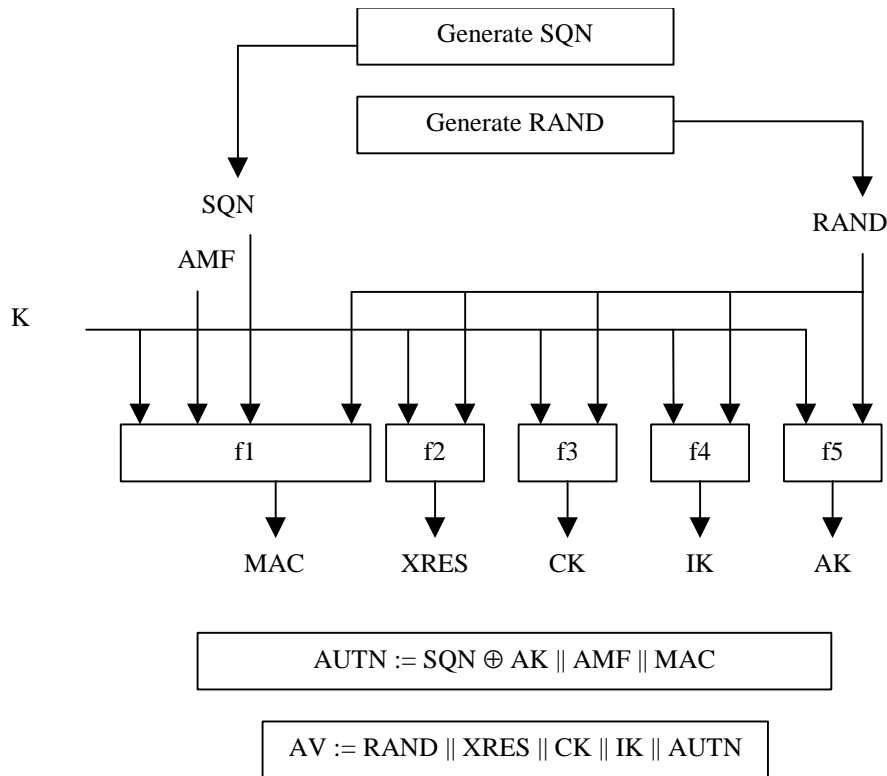 Generate SQN
Generate RAND
SQN
RAND
AMF
K
f1
f2
f3
f4
f5
MAC
XRES
CK
IK
AK
AUTN := SQN ⊕ AK || AMF || MAC
AV := RAND || XRES || CK || IK || AUTN